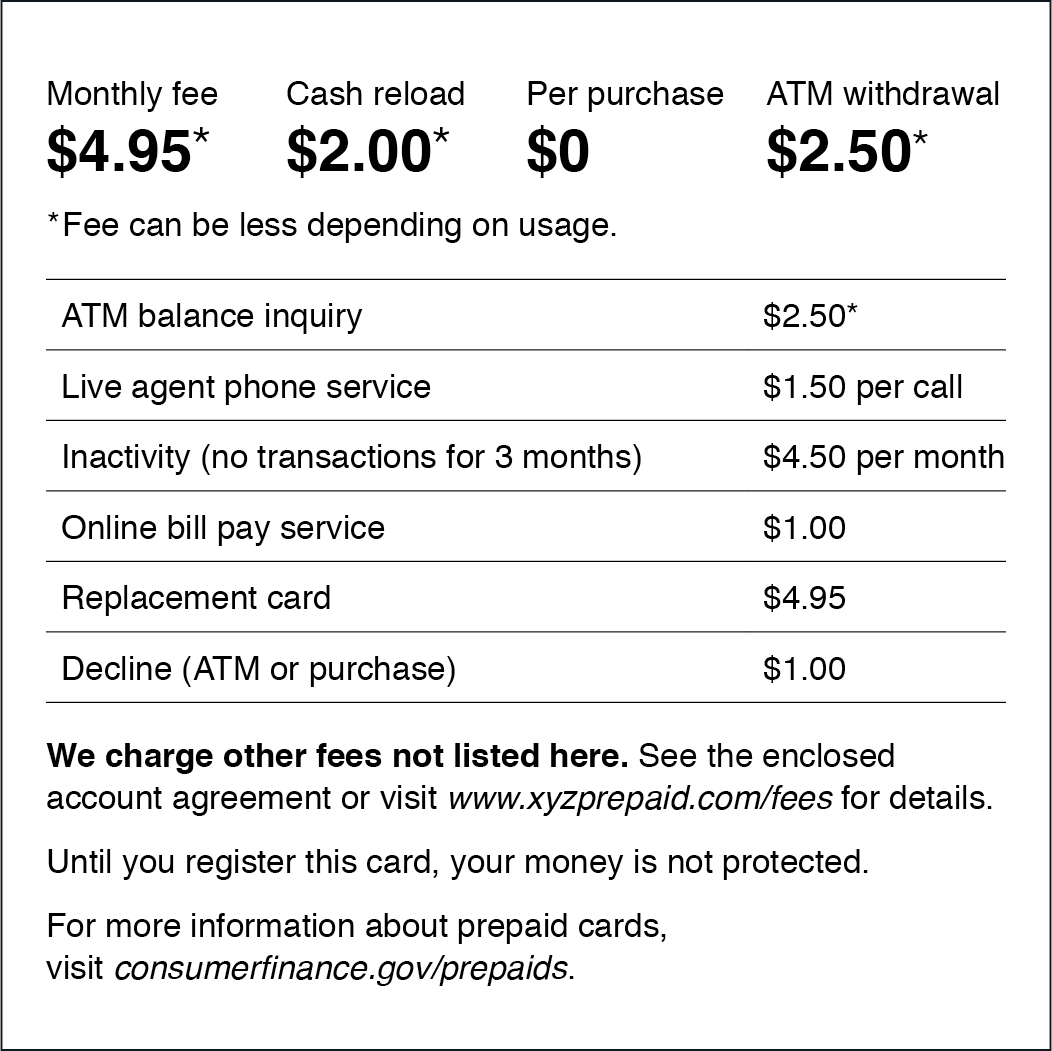 Monthly fee Cash reload Per purchase ATM withdrawal
$4.95* $2.00* $0 $2.50*
*Fee can be less depending on usage.
ATM balance inquiry $2.50*
Live agent phone service $1.50 per call
Inactivity (no transactions for 3 months) $4.50 per month
Online bill pay service $1.00
Replacement card $4.95
Decline (ATM or purchase) $1.00
We charge other fees not listed here. See the enclosed
account agreement or visit www.xyzprepaid.com/fees for details.
Until you register this card, your money is not protected.
For more information about prepaid cards,
visit consumerfinance.gov/prepaids.